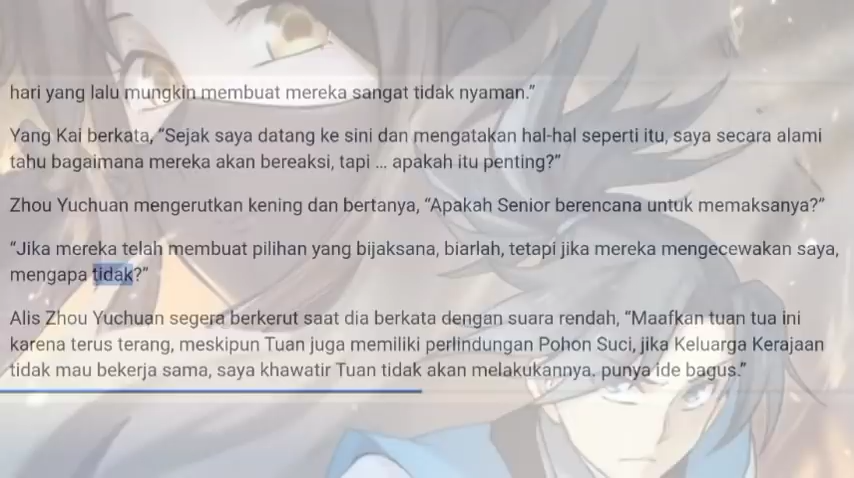 hari yang lalu mungkin membuat mereka sangat tidak nyaman.”
Yang Kai berkata, “Sejak saya datang ke sini dan mengatakan hal-hal seperti itu, saya secara alami
tahu bagaimana mereka akan bereaksi, tapi ... apakah itu penting?”
Zhou Yuchuan mengerutkan kening dan bertanya, “Apakah Senior berencana untuk memaksanya?”
“Jika mereka telah membuat pilihan yang bijaksana, biarlah, tetapi jika mereka mengecewakan saya,
mengapa tidak?”
Alis Zhou Yuchuan segera berkerut saat dia berkata dengan suara rendah, “Maafkan tuan tua ini
karena terus terang, meskipun Tuan juga memiliki perlindungan Pohon Suci, jika Keluarga Kerajaan
tidak mau bekerja sama, saya khawatir Tuan tidak akan melakukannya. punya ide bagus.”